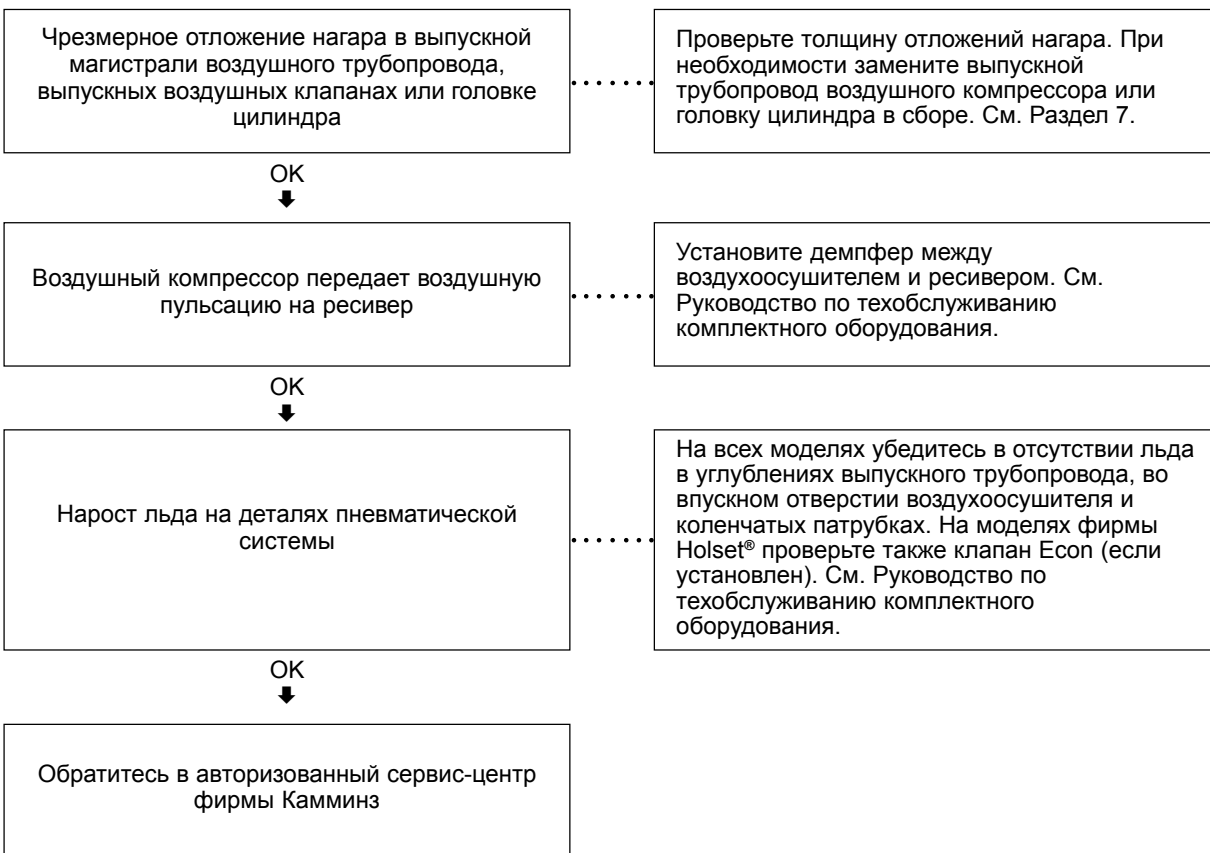 Чрезмерное отложение нагара в выпускной
магистрали воздушного трубопровода,
выпускных воздушных клапанах или головке
цилиндра
Проверьте толщину отложений нагара. При
необходимости замените выпускной
трубопровод воздушного компрессора или
головку цилиндра в сборе. См. Раздел 7.
OK
Воздушный компрессор передает воздушную
пульсацию на ресивер
Установите демпфер между
воздухоосушителем и ресивером. См.
Руководство по техобслуживанию
комплектного оборудования.
OK
Нарост льда на деталях пневматической
системы
На всех моделях убедитесь в отсутствии льда
в углублениях выпускного трубопровода, во
впускном отверстии воздухоосушителя и
коленчатых патрубках. На моделях фирмы
Holset® проверьте также клапан Econ (если
установлен). См. Руководство по
техобслуживанию комплектного
оборудования.
OK
Обратитесь в авторизованный сервис-центр
фирмы Камминз